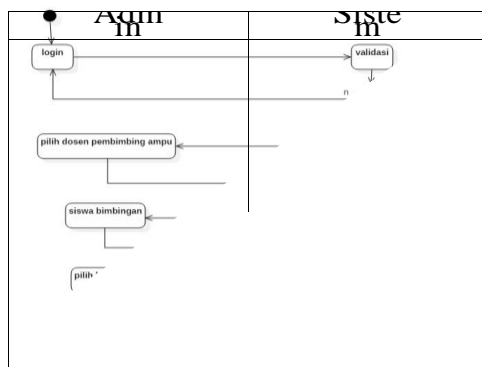 Admin
Sistem
login
validasi
n
pilih dosen pembimbing ampu
siswa bimbingan
pilih